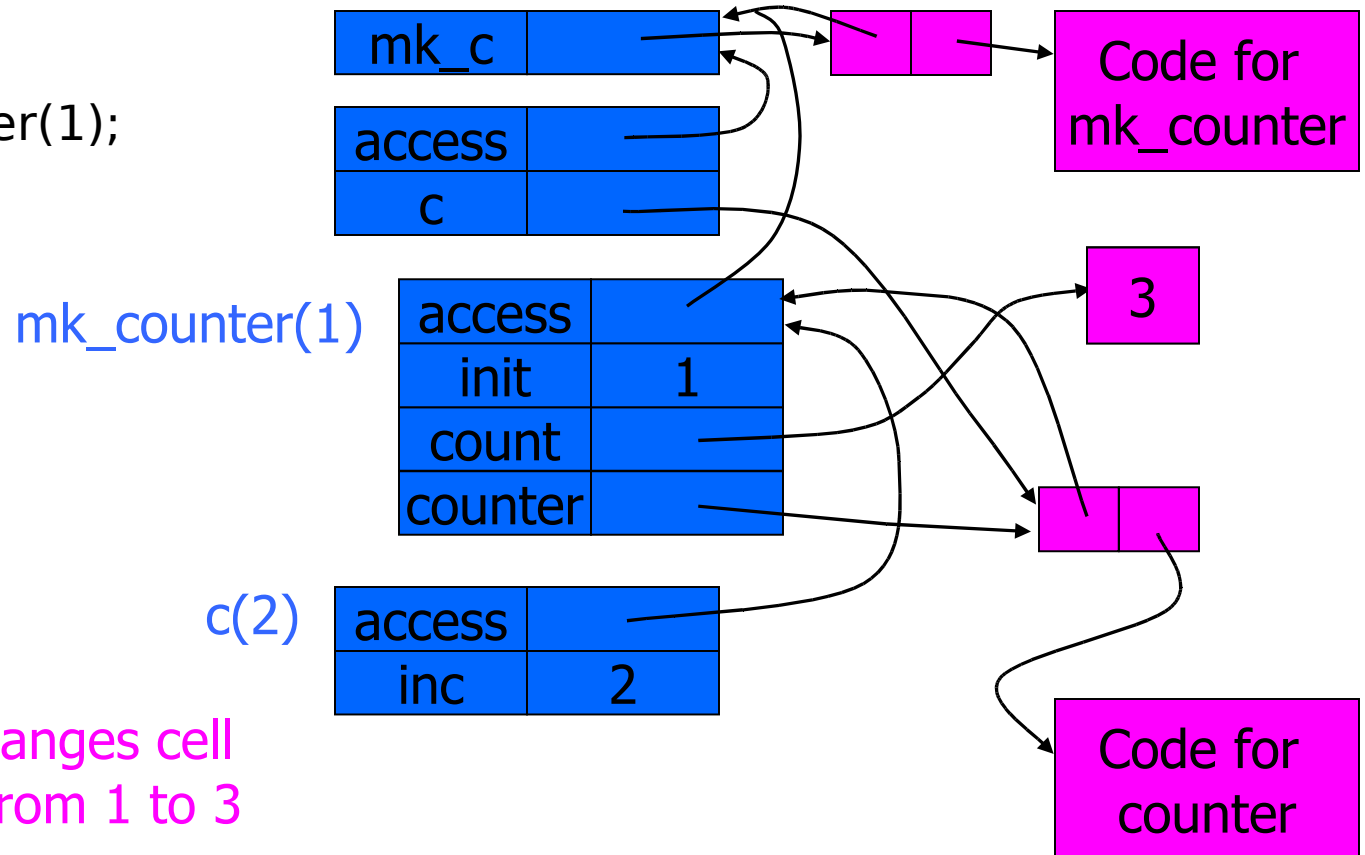 mk_c
Code for
mk_counter
er(1);
access
c
mk_counter(1)
access
3
init 1
count
counter
c(2)
access
inc 2
anges cell
rom 1 to 3
Code for
counter